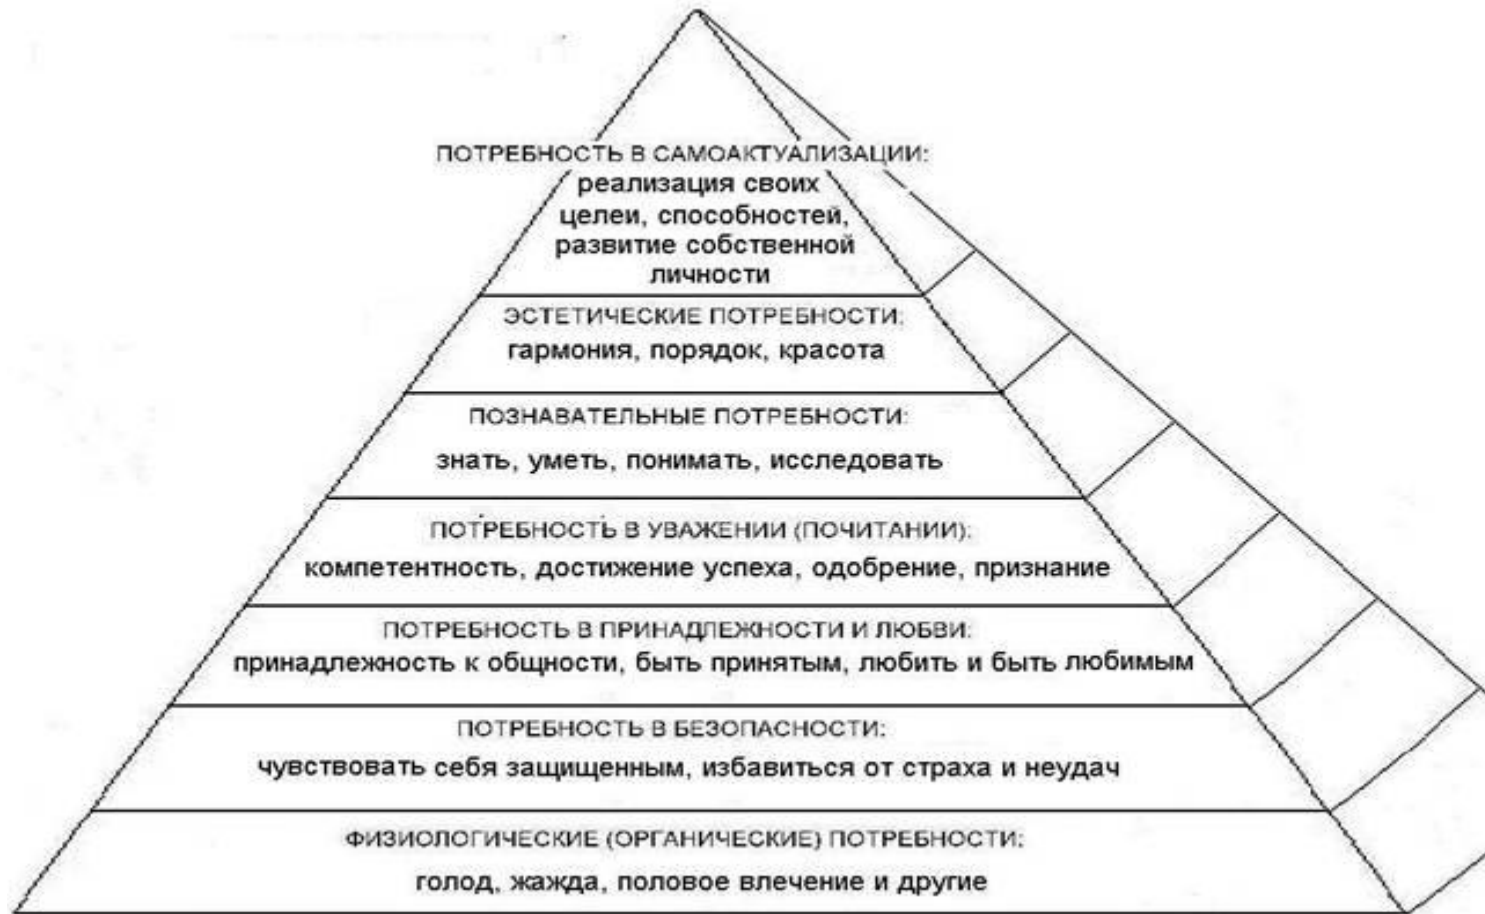 ПОТРЕБНОСТЬ В САМОАКТУАЛИЗАЦИИ:
реализация своих
целеи, способностей,
развитие собственной
личности
ЭСТЕТИЧЕСКИЕ ПОТРЕБНОСТИ:
гармония, порядок, красота
ПОЗНАВАТЕЛЬНЫЕ ПОТРЕБНОСТИ:
знать, уметь, понимать, исследовать
ПОТРЕБНОСТЬ В УВАЖЕНИИ (ПОЧИТАНИИ):
компетентность, достижение успеха, одобрение, признание
ПОТРЕБНОСТЬ В ПРИНАДЛЕЖНОСТИ И ЛЮБВИ:
принадлежность к общности, быть принятым, любить и быть любимым
ПОТРЕБНОСТЬ В БЕЗОПАСНОСТИ:
чувствовать себя защищенным, избавиться от страха и неудач
ФИЗИОЛОГИЧЕСКИЕ (ОРГАНИЧЕСКИЕ) ПОТРЕБНОСТИ:
голод, жажда, половое влечение и другие